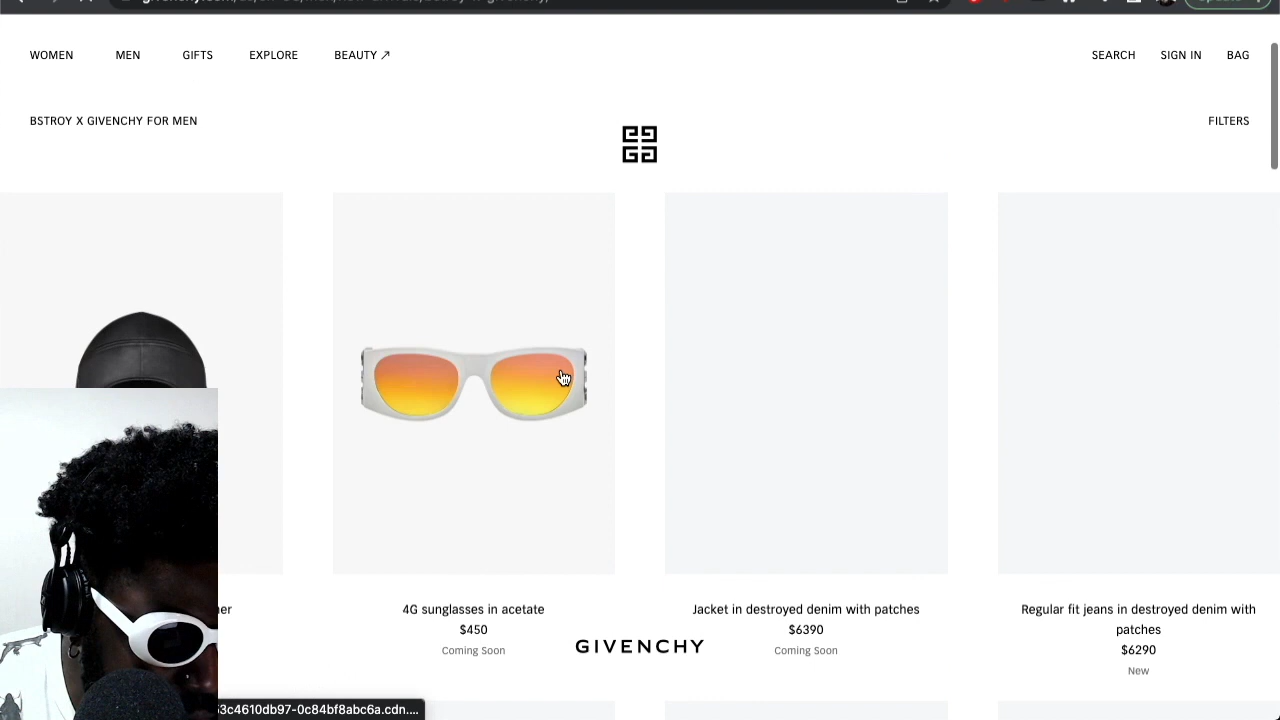 WOMEN MEN GIFTS EXPLORE BEAUTY ↗ SEARCH SIGN IN BAG
BSTROY X GIVENCHY FOR MEN FILTERS
4G sunglasses in acetate
$450
Coming Soon
Jacket in destroyed denim with patches
$6390
Coming Soon
Regular fit jeans in destroyed denim with
patches
$6290
New
GIVENCHY
3c4610db97-0c84bf8abc6a.cdn....